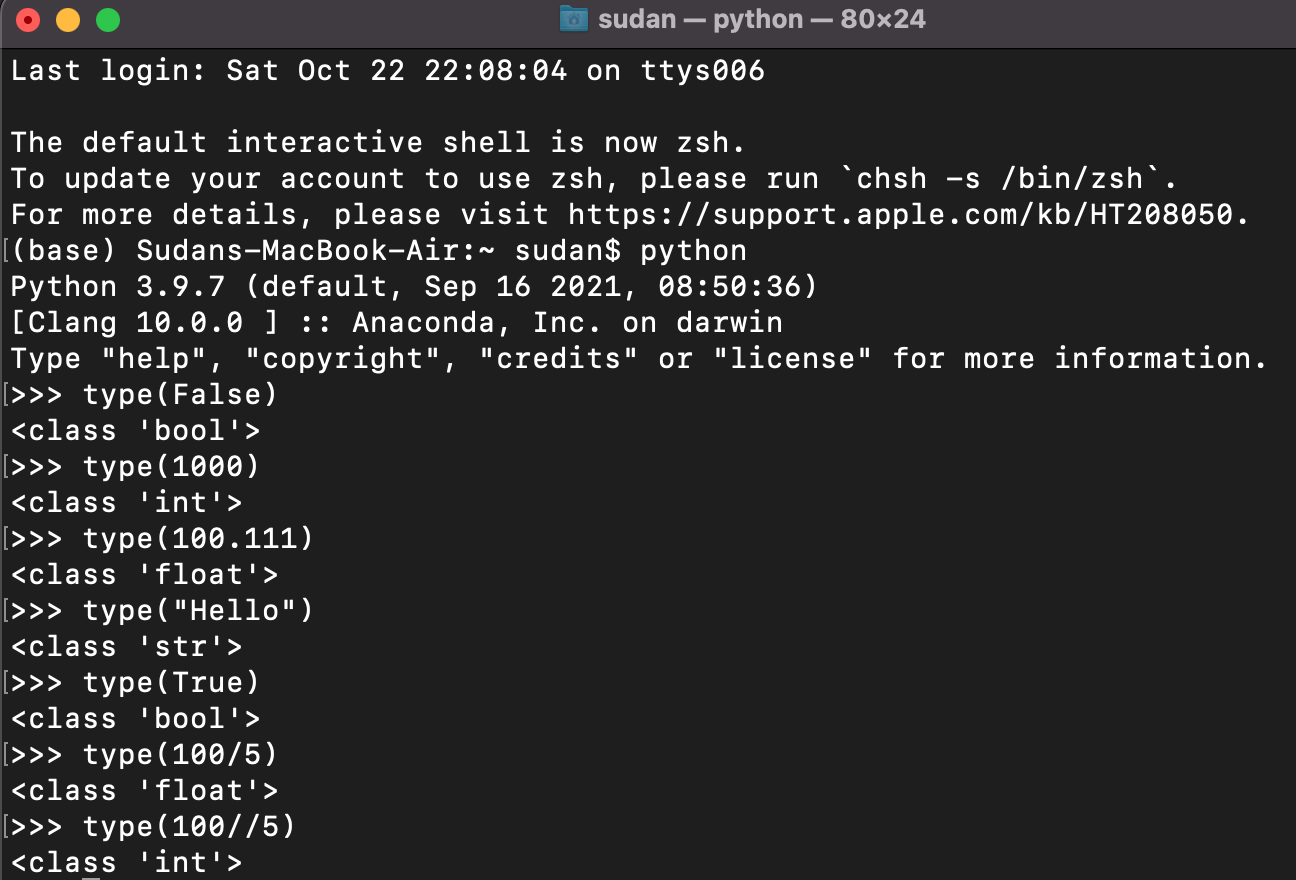 sudan — python — 80×24
Last login: Sat Oct 22 22:08:04 on ttys006
The default interactive shell is now zsh.
To update your account to use zsh, please run `chsh -s /bin/zsh`.
For more details, please visit https://support.apple.com/kb/HT208050.
[(base) Sudans-MacBook-Air:~ sudan$ python
Python 3.9.7 (default, Sep 16 2021, 08:50:36)
[Clang 10.0.0 ] :: Anaconda, Inc. on darwin
Type "help", "copyright", "credits" or "license" for more information.
[>>> type(False)
<class 'bool'>
[>>> type(1000)
<class 'int'>
[>>> type(100.111)
<class 'float'>
[>>> type("Hello")
<class 'str'>
[>>> type(True)
<class 'bool'>
[>>> type(100/5)
<class 'float'>
[>>> type(100//5)
<class 'int'>